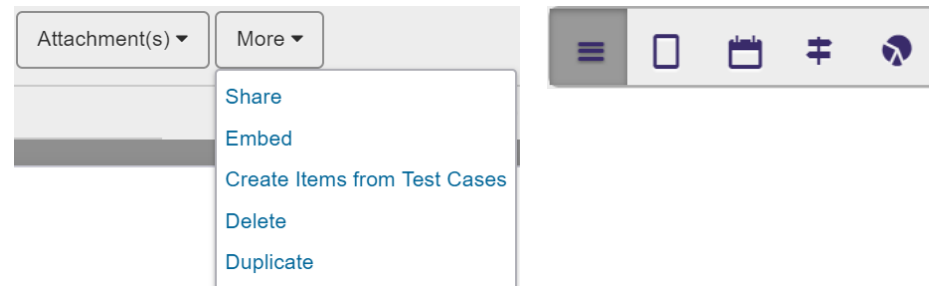 Attachment(s) More
Share
Embed
Create Items from Test Cases
Delete
Duplicate